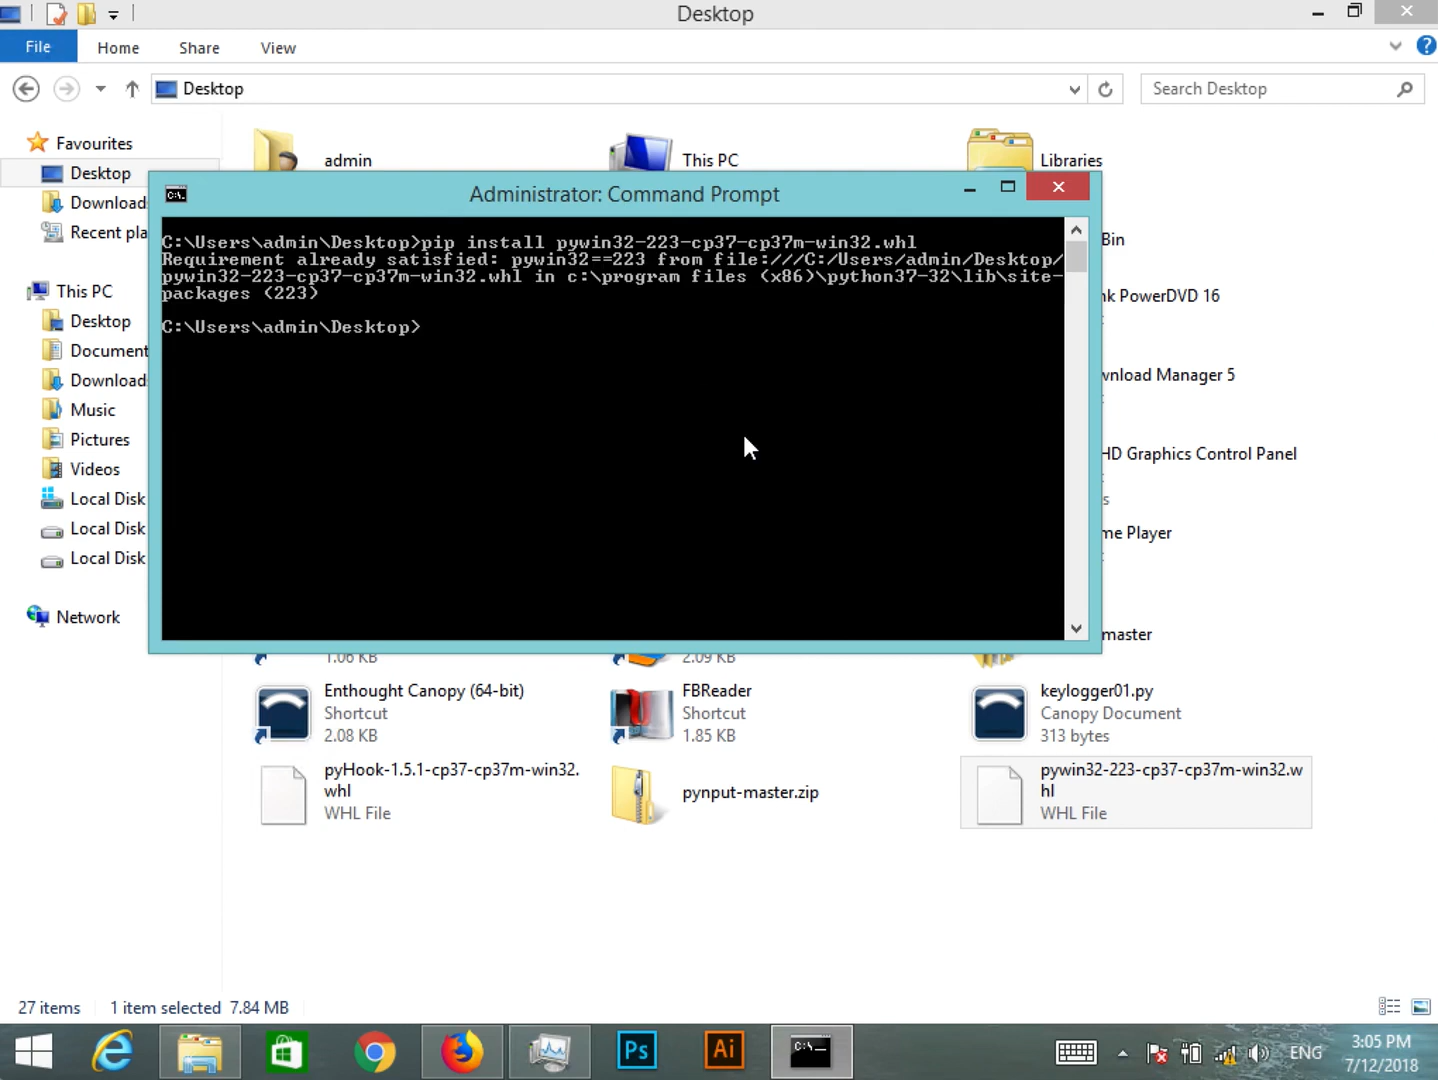 Desktop
File Home Share View
Desktop
Search Desktop
Favourites
Desktop
Recent
This PC
Desktop
Music
Pictures
Videos
Local Disk
Local Disk
Local Disk
Network
admin
This PC
Libraries
Bin
PowerDVD 16
Manager 5
HD Graphics Control Panel
Player
master
Administrator: Command Prompt
C:\Users\admin\Desktop>pip install pywin32-223-cp37-cp37m-win32.whl
Requirement already satisfied: pywin32==223 from file:///C:/Users/admin/Desktop/
pywin32-223-cp37-cp37m-win32.whl in c:\program files (x86)\python37-32\lib\site-
packages (223)
C:\Users\admin\Desktop>
1.06 KB
2.09 KB
Enthought Canopy (64-bit)
Shortcut
2.08 KB
FBReader
Shortcut
1.85 KB
keylogger01.py
Canopy Document
313 bytes
pyHook-1.5.1-cp37-cp37m-win32.
whl
WHL File
pynput-master.zip
pywin32-223-cp37-cp37m-win32.w
hl
WHL File
27 items 1 item selected 7.84 MB
Ps
Ai
ENG
3:05 PM
7/12/2018